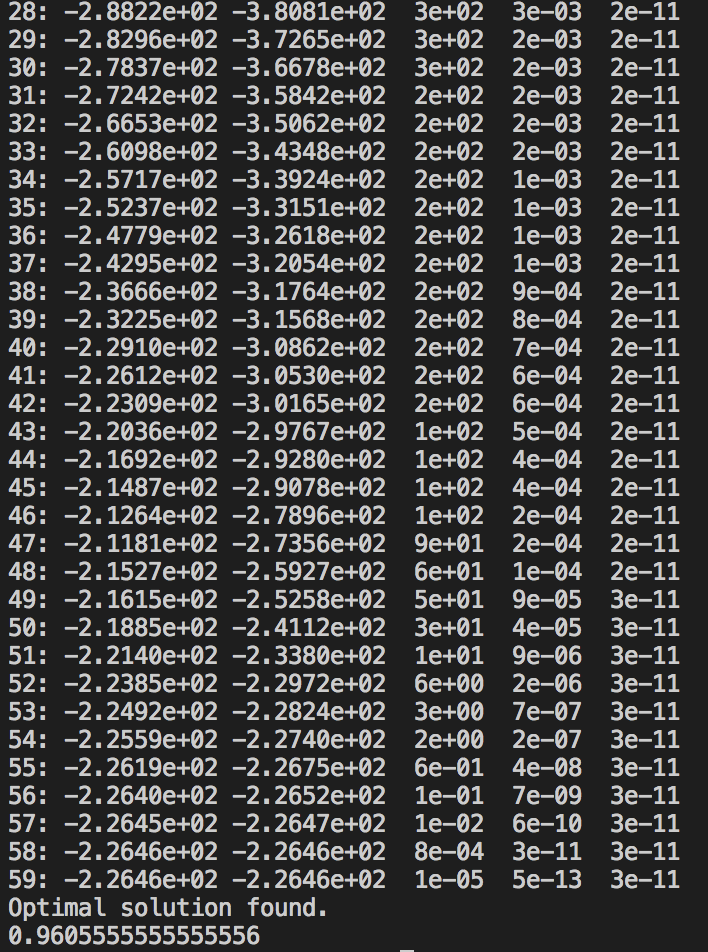 28: -2.8822e+02 -3.8081e+02  3e+02  3e-03  2e-11
29: -2.8296e+02 -3.7265e+02  3e+02  3e-03  2e-11
30: -2.7837e+02 -3.6678e+02  3e+02  2e-03  2e-11
31: -2.7242e+02 -3.5842e+02  2e+02  2e-03  2e-11
32: -2.6653e+02 -3.5062e+02  2e+02  2e-03  2e-11
33: -2.6098e+02 -3.4348e+02  2e+02  2e-03  2e-11
34: -2.5717e+02 -3.3924e+02  2e+02  1e-03  2e-11
35: -2.5237e+02 -3.3151e+02  2e+02  1e-03  2e-11
36: -2.4779e+02 -3.2618e+02  2e+02  1e-03  2e-11
37: -2.4295e+02 -3.2054e+02  2e+02  1e-03  2e-11
38: -2.3666e+02 -3.1764e+02  2e+02  9e-04  2e-11
39: -2.3225e+02 -3.1568e+02  2e+02  8e-04  2e-11
40: -2.2910e+02 -3.0862e+02  2e+02  7e-04  2e-11
41: -2.2612e+02 -3.0530e+02  2e+02  6e-04  2e-11
42: -2.2309e+02 -3.0165e+02  2e+02  6e-04  2e-11
43: -2.2036e+02 -2.9767e+02  1e+02  5e-04  2e-11
44: -2.1692e+02 -2.9280e+02  1e+02  4e-04  2e-11
45: -2.1487e+02 -2.9078e+02  1e+02  4e-04  2e-11
46: -2.1264e+02 -2.7896e+02  1e+02  2e-04  2e-11
47: -2.1181e+02 -2.7356e+02  9e+01  2e-04  2e-11
48: -2.1527e+02 -2.5927e+02  6e+01  1e-04  2e-11
49: -2.1615e+02 -2.5258e+02  5e+01  9e-05  3e-11
50: -2.1885e+02 -2.4112e+02  3e+01  4e-05  3e-11
51: -2.2140e+02 -2.3380e+02  1e+01  9e-06  3e-11
52: -2.2385e+02 -2.2972e+02  6e+00  2e-06  3e-11
53: -2.2492e+02 -2.2824e+02  3e+00  7e-07  3e-11
54: -2.2559e+02 -2.2740e+02  2e+00  2e-07  3e-11
55: -2.2619e+02 -2.2675e+02  6e-01  4e-08  3e-11
56: -2.2640e+02 -2.2652e+02  1e-01  7e-09  3e-11
57: -2.2645e+02 -2.2647e+02  1e-02  6e-10  3e-11
58: -2.2646e+02 -2.2646e+02  8e-04  3e-11  3e-11
59: -2.2646e+02 -2.2646e+02  1e-05  5e-13  3e-11
Optimal solution found.
0.9605555555555556